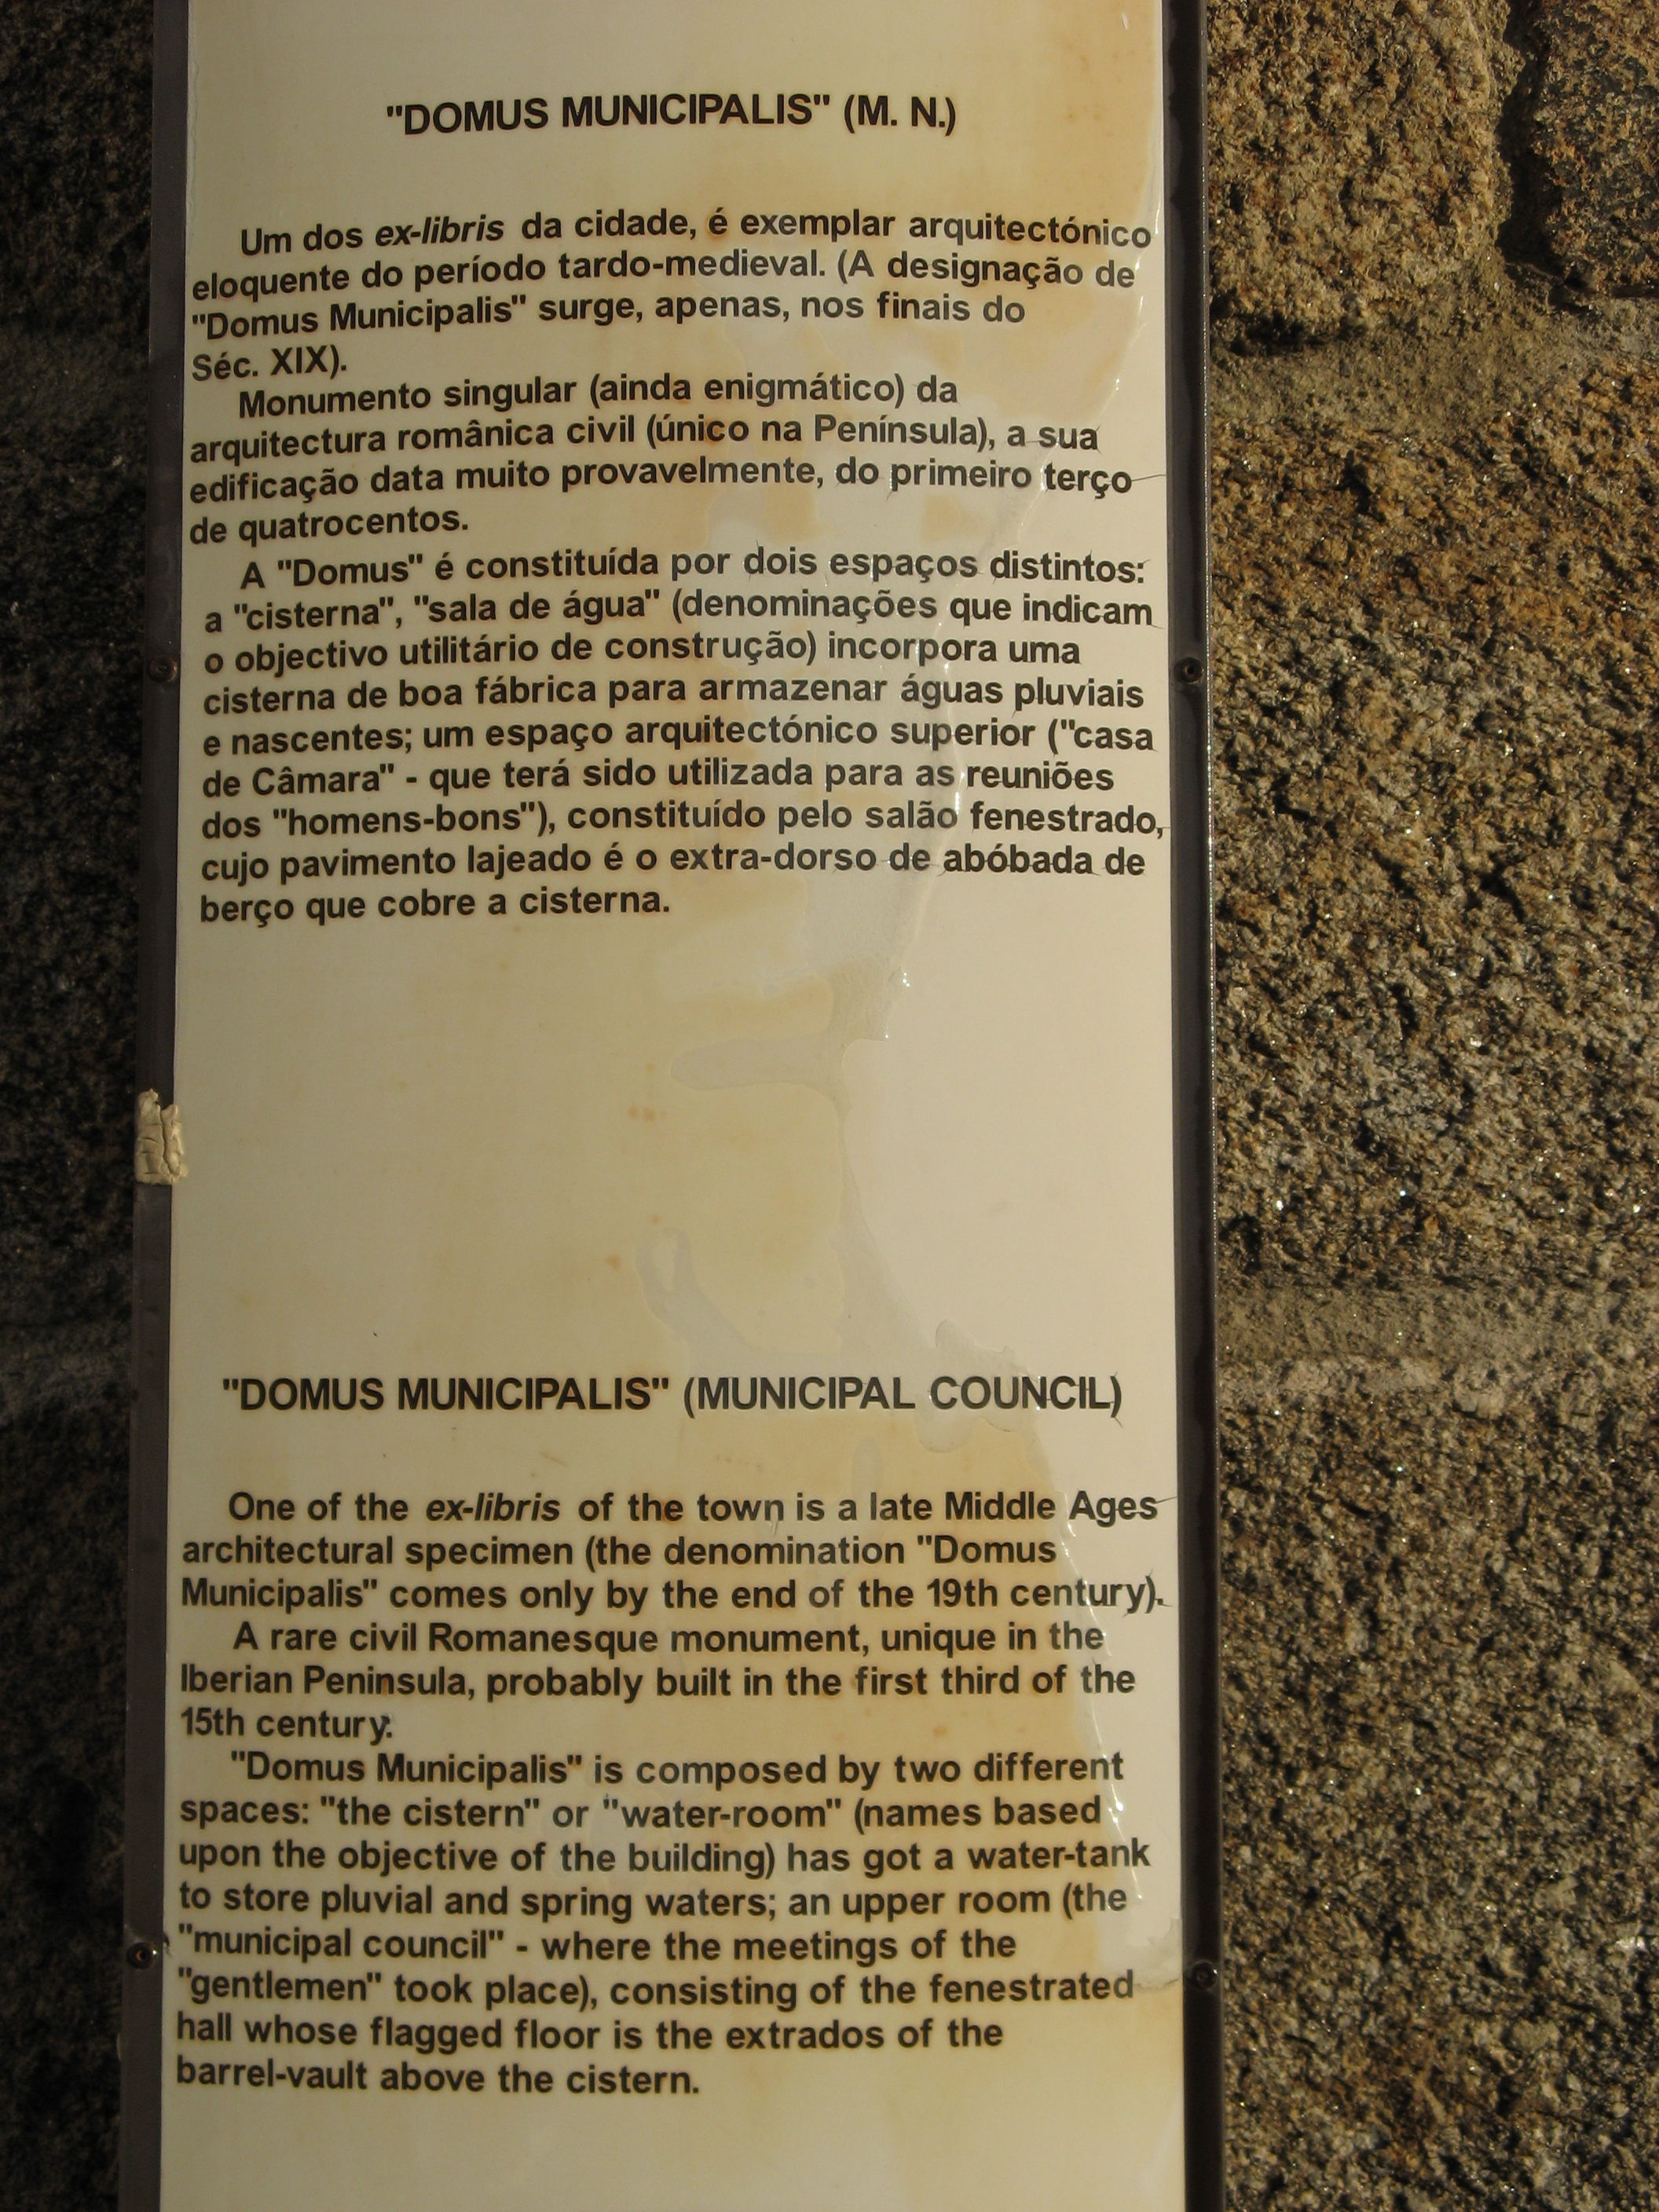 "DOMUS MUNICIPALIS" (M. N.)
Um dos ex-libris da cidade, é exemplar arquitectónico
eloquente do período tardo-medieval. (A designação de
"Domus Municipalis" surge, apenas, nos finais do
Séc. XIX).
Monumento singular (ainda enigmático) da
arquitectura românica civil (único na Península), a sua
edificação data muito provavelmente, do primeiro terço
de quatrocentos.
A "Domus" é constituída por dois espaços distintos:
a "cisterna", "sala de água" (denominações que indicam
o objectivo utilitário de construção) incorpora uma
cisterna de boa fábrica para armazenar águas pluviais
e nascentes; um espaço arquitectónico superior ("casa
de Câmara" - que terá sido utilizada para as reuniões
dos "homens-bons"), constituído pelo salão fenestrado,
cujo pavimento lajeado é o extra-dorso de abóbada de
berço que cobre a cisterna.
"DOMUS MUNICIPALIS" (MUNICIPAL COUNCIL)
One of the ex-libris of the town is a late Middle Ages
architectural specimen (the denomination "Domus
Municipalis" comes only by the end of the 19th century).
A rare civil Romanesque monument, unique in the
Iberian Peninsula, probably built in the first third of the
15th century.
"Domus Municipalis" is composed by two different
spaces: "the cistern" or "water-room" (names based
upon the objective of the building) has got a water-tank
to store pluvial and spring waters; an upper room (the
"municipal council" - where the meetings of the
"gentlemen" took place), consisting of the fenestrated
hall whose flagged floor is the extrados of the
barrel-vault above the cistern.